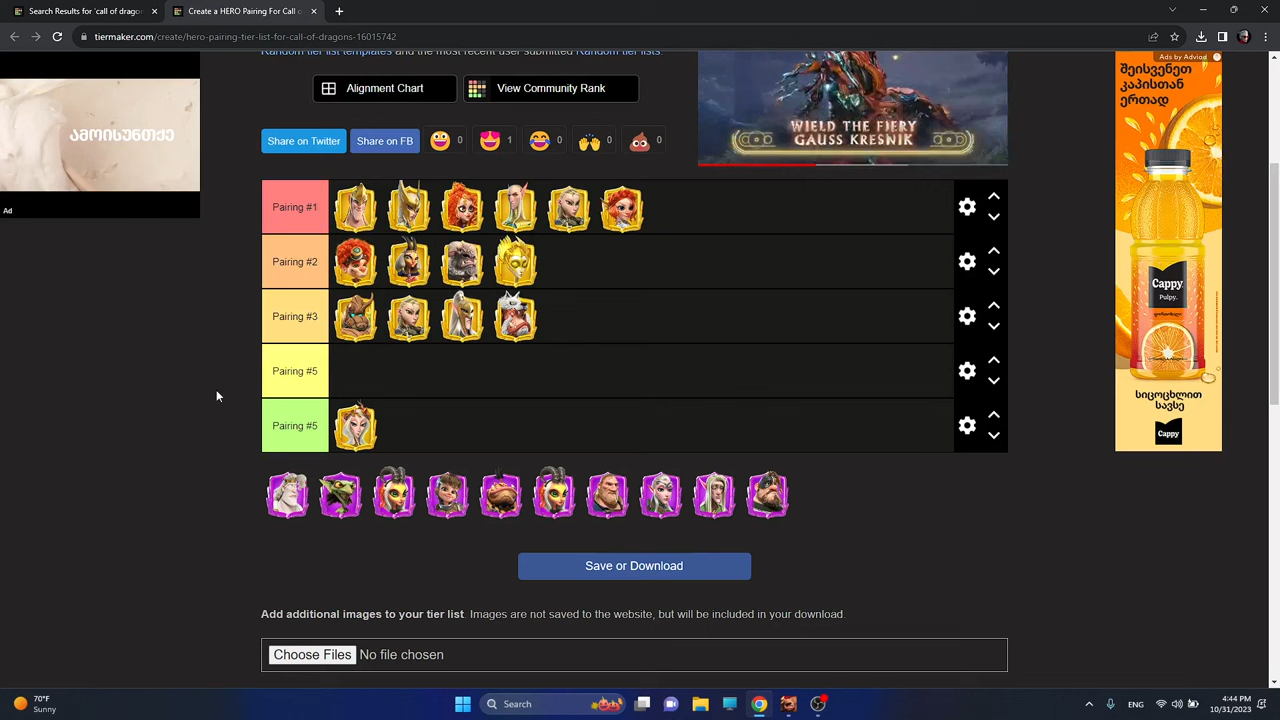 Search Results for 'call of dragon
Create a HERO Pairing For Call o
tiermaker.com/create/hero-pairing-tier-list-for-call-of-dragons-16015742
Random tier list templates and the most recent user submitted Random tier lists.
Alignment Chart
View Community Rank
Share on Twitter
Share on FB
0
1
0
0
0
ამოისუნთქე
Ad
WIELD THE FIERY
GAUSS KRESNIK
Ads by Adviad
შეისვენეთ
კაპისთან
ერთად
Cappy
Pulpy
სიცოცხლით
სავსე
Cappy
Pairing #1
Pairing #2
Pairing #3
Pairing #5
Pairing #5
Save or Download
Add additional images to your tier list. Images are not saved to the website, but will be included in your download.
Choose Files No file chosen
70°F
Sunny
Search
ENG
4:44 PM
10/31/2023